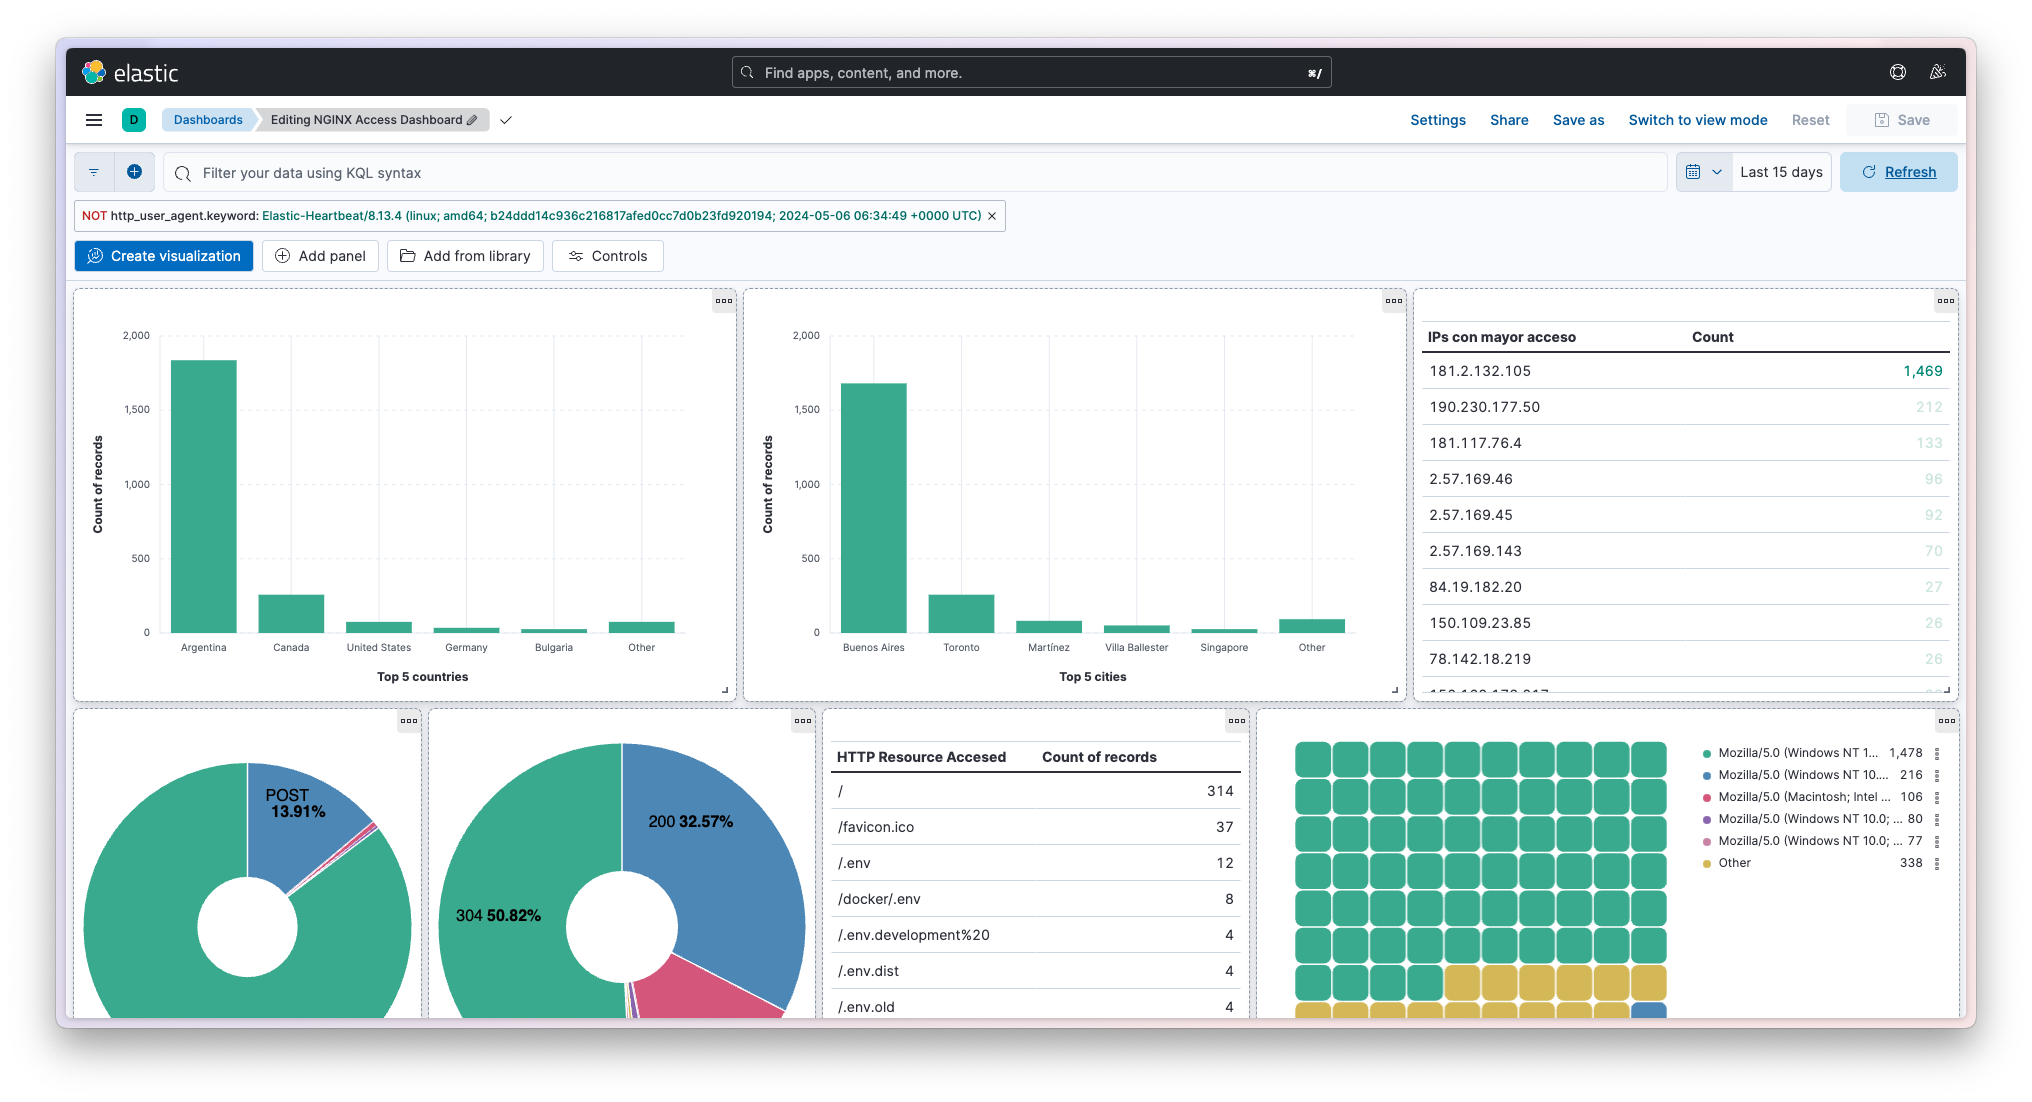 elastic
Find apps, content, and more.
⌘/
D
Dashboards
Editing NGINX Access Dashboard
Settings
Share
Save as
Switch to view mode
Reset
Save
Filter your data using KQL syntax
Last 15 days
Refresh
NOT http_user_agent.keyword: Elastic-Heartbeat/8.13.4 (linux; amd64; b24ddd14c936c216817afed0cc7d0b23fd920194; 2024-05-06 06:34:49 +0000 UTC)
Create visualization
Add panel
Add from library
Controls
Count of records
2,000
1,500
1,000
500
0
Argentina
Canada
United States
Germany
Bulgaria
Other
Top 5 countries
Count of records
2,000
1,500
1,000
500
0
Buenos Aires
Toronto
Martínez
Villa Ballester
Singapore
Other
Top 5 cities
IPs con mayor acceso Count
181.2.132.105 1,469
190.230.177.50 212
181.117.76.4 133
2.57.169.46 96
2.57.169.45 92
2.57.169.143 70
84.19.182.20 27
150.109.23.85 26
78.142.18.219 26
POST
13.91%
200 32.57%
304 50.82%
HTTP Resource Accesed Count of records
/ 314
/favicon.ico 37
/.env 12
/docker/.env 8
/.env.development%20 4
/.env.dist 4
/.env.old 4
Mozilla/5.0 (Windows NT 1... 1,478
Mozilla/5.0 (Windows NT 10.... 216
Mozilla/5.0 (Macintosh; Intel ... 106
Mozilla/5.0 (Windows NT 10.0; ... 80
Mozilla/5.0 (Windows NT 10.0; ... 77
Other 338